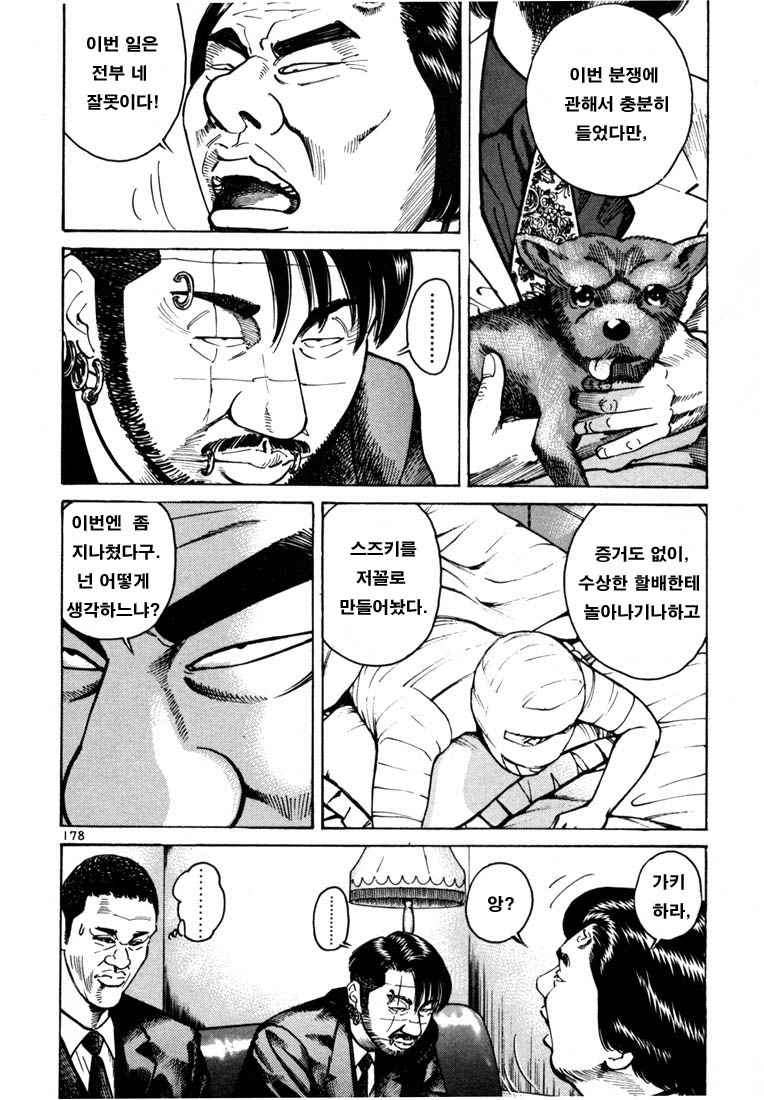 이번 분쟁에
관해서 충분히
들었다만,
이번 일은
전부 네
잘못이다!
………
증거도 없이,
수상한 할배한테
놀아나기나하고
스즈키를
저꼴로
만들어놨다.
이번엔 좀
지나쳤다구.
넌 어떻게
생각하느냐?
178
가키
하라,
앙?
………
………